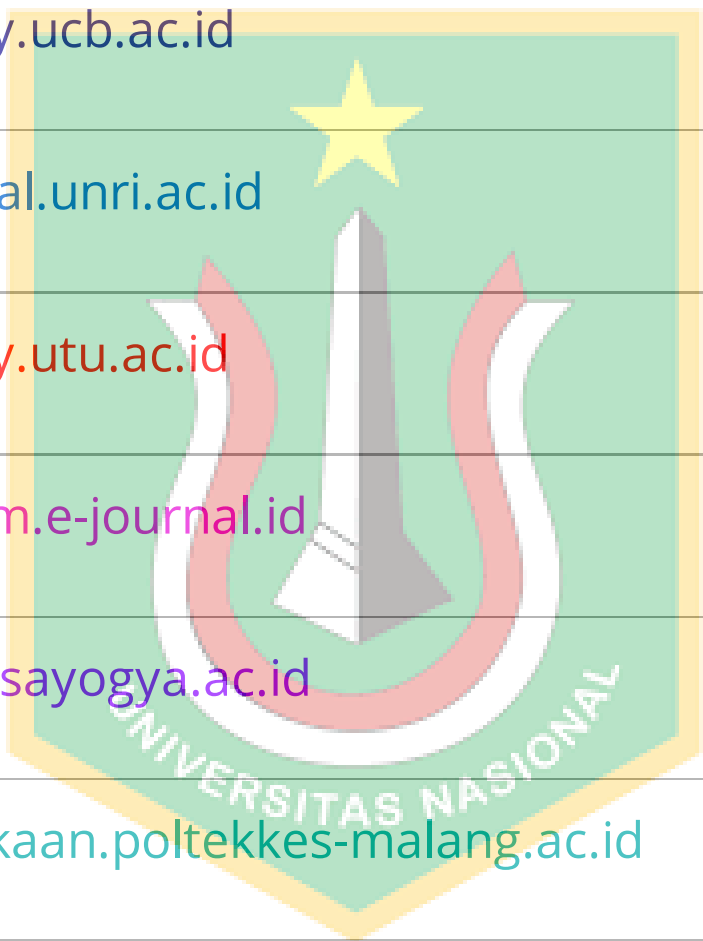 y.ucb.ac.id
al.unri.ac.id
y.utu.ac.id
m.e-journal.id
sayogya.ac.id
UNIVERSITAS NASIONAL
kaan.poltekkes-malang.ac.id